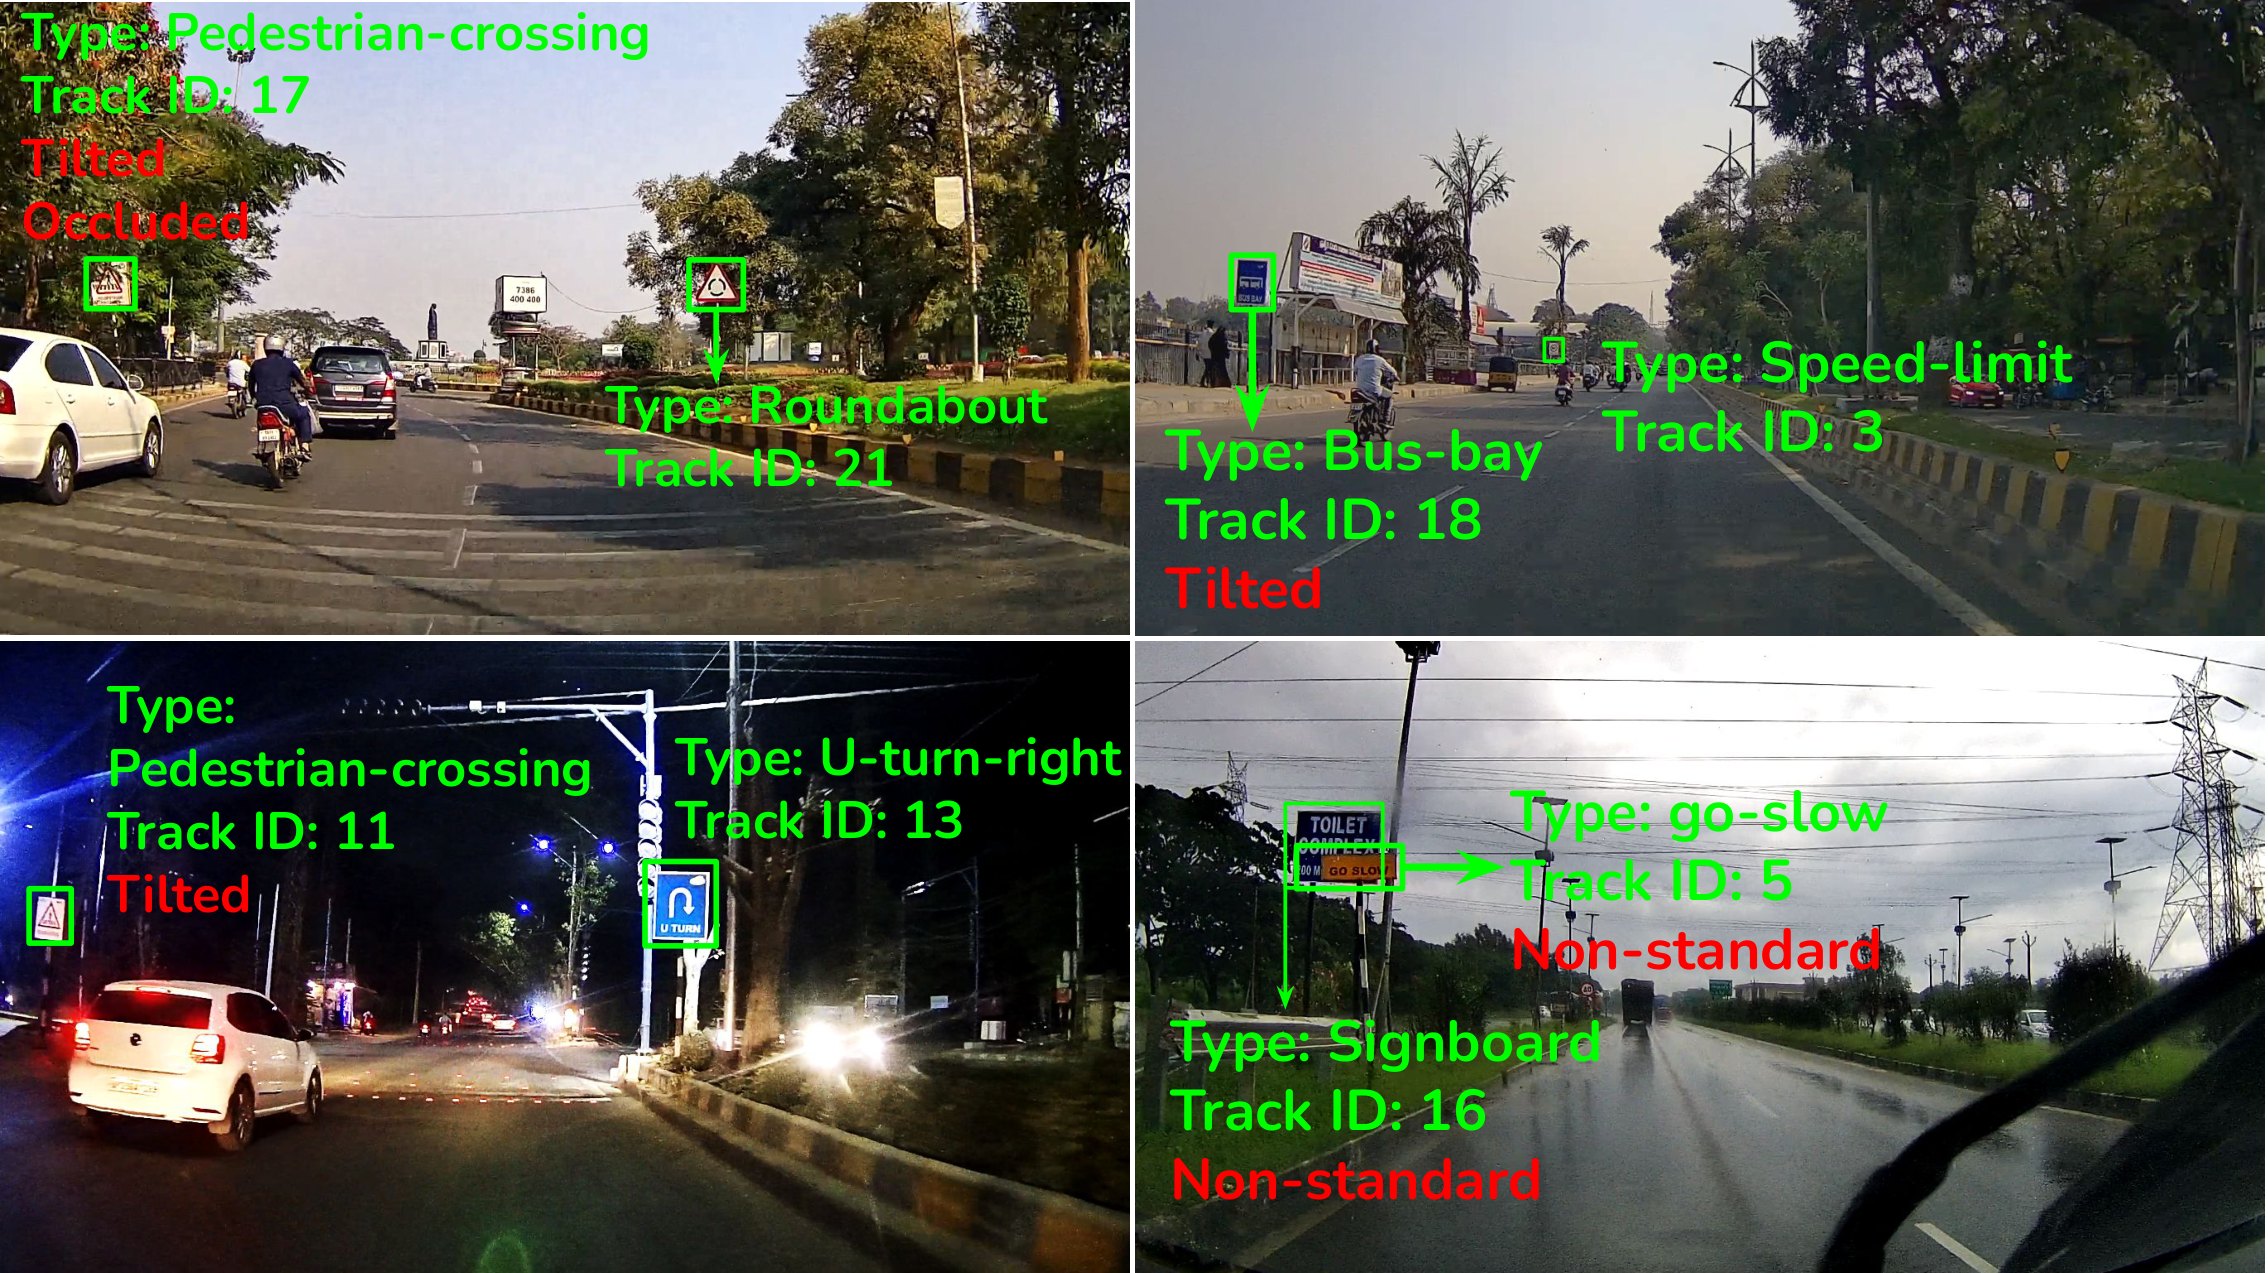 Type: Pedestrian-crossing
Track ID: 17
Tilted
Occluded
7386
400 400
Type: Roundabout
Track ID: 21
BUS BAY
Type: Speed-limit
Track ID: 3
Type: Bus-bay
Track ID: 18
Tilted
Type:
Pedestrian-crossing
Track ID: 11
Tilted
Type: U-turn-right
Track ID: 13
U TURN
TOILET
COMPLEX
GO SLOW
Type: go-slow
Track ID: 5
Non-standard
40
Type: Signboard
Track ID: 16
Non-standard